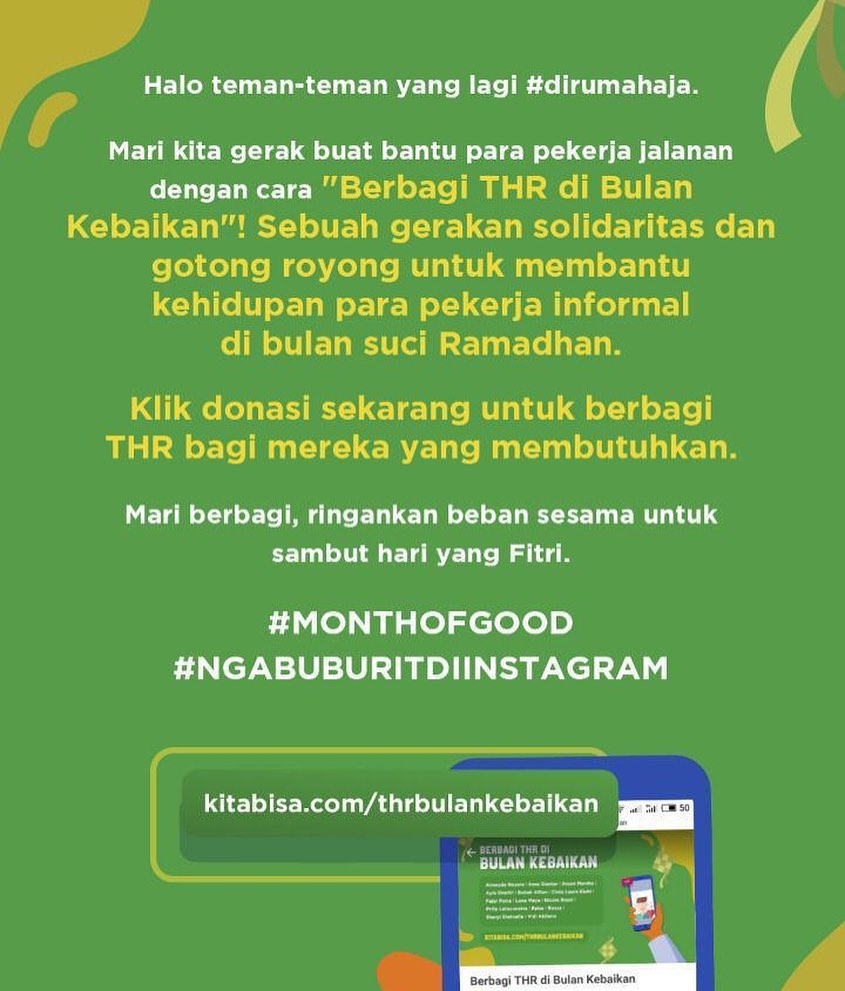 Halo teman-teman yang lagi #dirumahaja.
Mari kita gerak buat bantu para pekerja jalanan
dengan cara "Berbagi THR di Bulan
Kebaikan"! Sebuah gerakan solidaritas dan
gotong royong untuk membantu
kehidupan para pekerja informal
di bulan suci Ramadhan.
Klik donasi sekarang untuk berbagi
THR bagi mereka yang membutuhkan.
Mari berbagi, ringankan beban sesama untuk
sambut hari yang Fitri.
#MONTHOFGOOD
#NGABUBURITDIINSTAGRAM
kitabisa.com/thrbulankebaikan
50
BERBAGI THR DI
BULAN KEBAIKAN
KITABISA.COM/THRBULANKEBAIKAN
Berbagi THR di Bulan Kebaikan